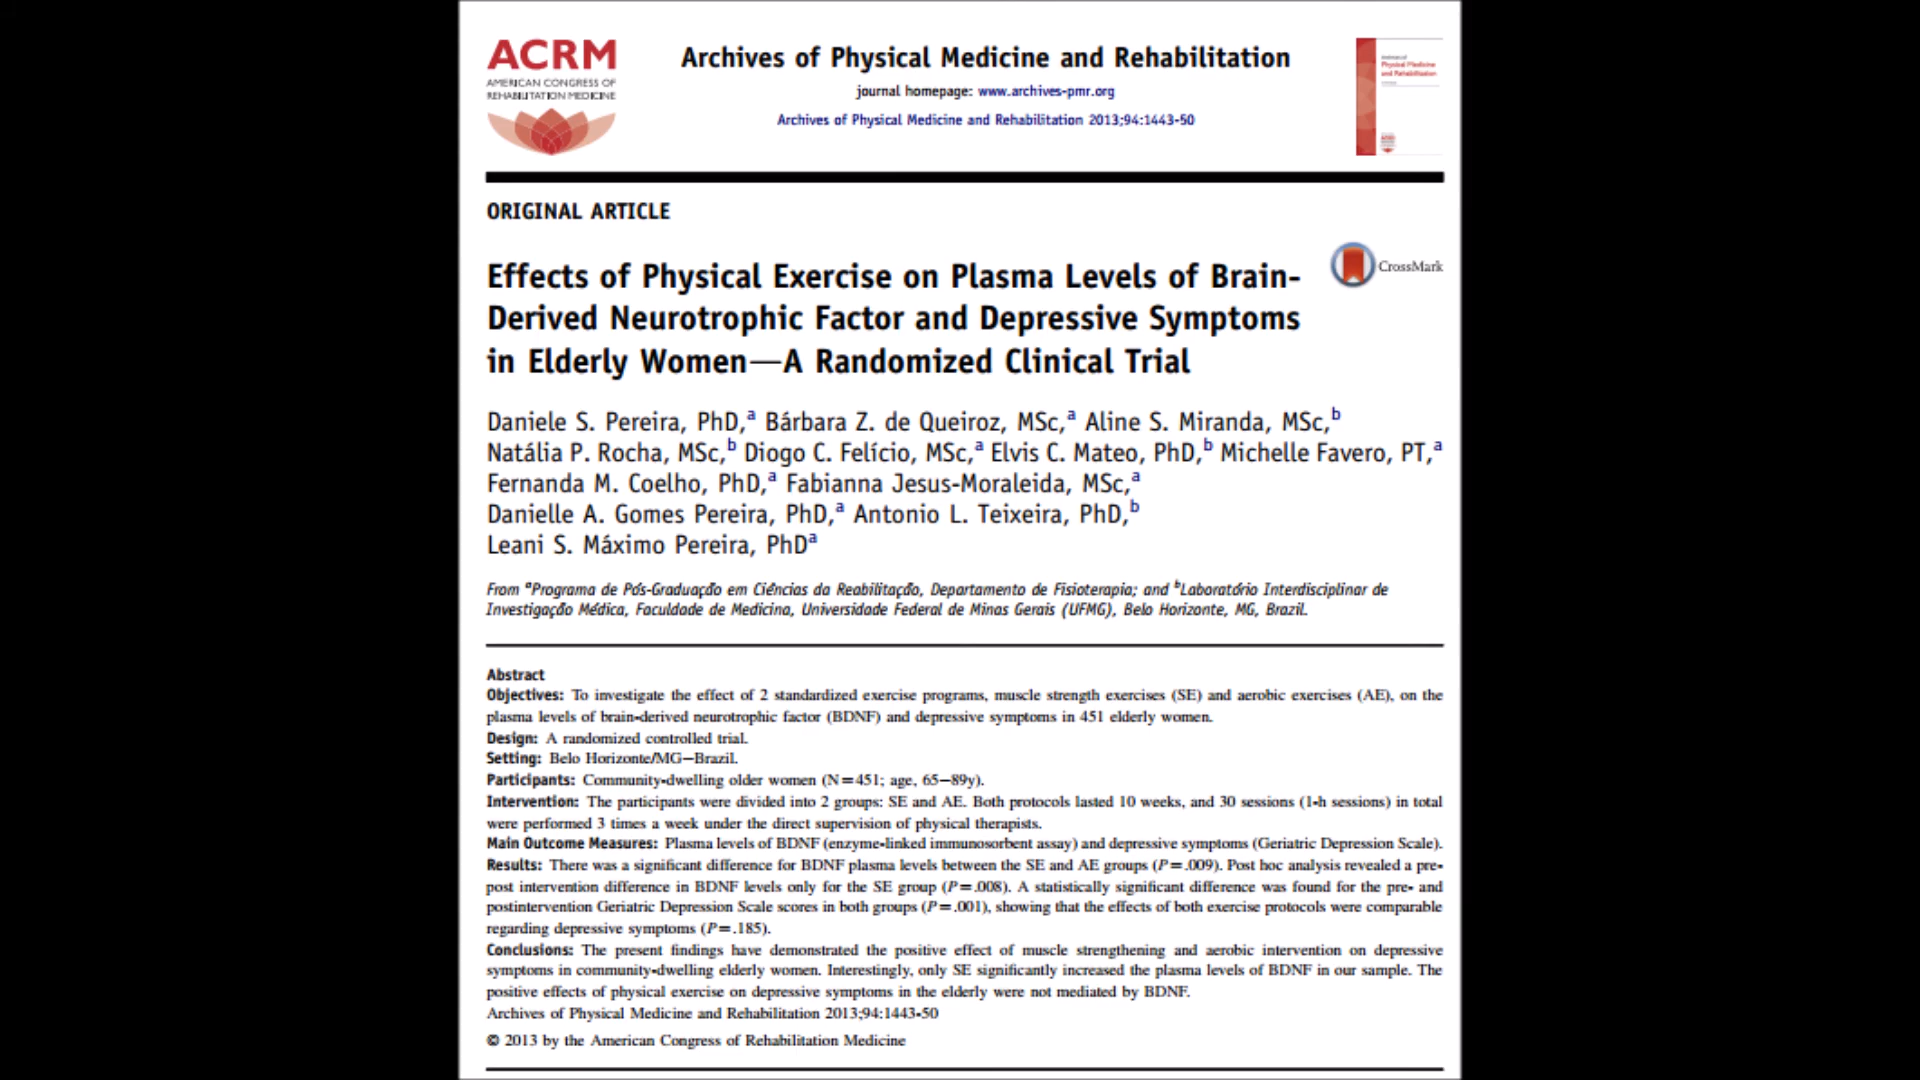 ACRM
AMERICAN CONGRESS OF
REHABILITATION MEDICINE
Archives of Physical Medicine and Rehabilitation
journal homepage: www.archives-pmr.org
Archives of Physical Medicine and Rehabilitation 2013;94:1443-50
Physical Medicine
and Rehabilitation
ORIGINAL ARTICLE
Effects of Physical Exercise on Plasma Levels of Brain-
Derived Neurotrophic Factor and Depressive Symptoms
in Elderly Women—A Randomized Clinical Trial
CrossMark
Daniele S. Pereira, PhD,a Bárbara Z. de Queiroz, MSc,a Aline S. Miranda, MSc,b
Natália P. Rocha, MSc,b Diogo C. Felício, MSc,a Elvis C. Mateo, PhD,b Michelle Favero, PT,a
Fernanda M. Coelho, PhD,a Fabianna Jesus-Moraleida, MSc,a
Danielle A. Gomes Pereira, PhD,a Antonio L. Teixeira, PhD,b
Leani S. Máximo Pereira, PhDa
From aPrograma de Pós-Graduação em Ciências da Reabilitação, Departamento de Fisioterapia; and bLaboratório Interdisciplinar de
Investigação Médica, Faculdade de Medicina, Universidade Federal de Minas Gerais (UFMG), Belo Horizonte, MG, Brazil.
Abstract
Objectives: To investigate the effect of 2 standardized exercise programs, muscle strength exercises (SE) and aerobic exercises (AE), on the
plasma levels of brain-derived neurotrophic factor (BDNF) and depressive symptoms in 451 elderly women.
Design: A randomized controlled trial.
Setting: Belo Horizonte/MG–Brazil.
Participants: Community-dwelling older women (N=451; age, 65–89y).
Intervention: The participants were divided into 2 groups: SE and AE. Both protocols lasted 10 weeks, and 30 sessions (1-h sessions) in total
were performed 3 times a week under the direct supervision of physical therapists.
Main Outcome Measures: Plasma levels of BDNF (enzyme-linked immunosorbent assay) and depressive symptoms (Geriatric Depression Scale).
Results: There was a significant difference for BDNF plasma levels between the SE and AE groups (P=.009). Post hoc analysis revealed a pre-
post intervention difference in BDNF levels only for the SE group (P=.008). A statistically significant difference was found for the pre- and
postintervention Geriatric Depression Scale scores in both groups (P=.001), showing that the effects of both exercise protocols were comparable
regarding depressive symptoms (P=.185).
Conclusions: The present findings have demonstrated the positive effect of muscle strengthening and aerobic intervention on depressive
symptoms in community-dwelling elderly women. Interestingly, only SE significantly increased the plasma levels of BDNF in our sample. The
positive effects of physical exercise on depressive symptoms in the elderly were not mediated by BDNF.
Archives of Physical Medicine and Rehabilitation 2013;94:1443-50
© 2013 by the American Congress of Rehabilitation Medicine